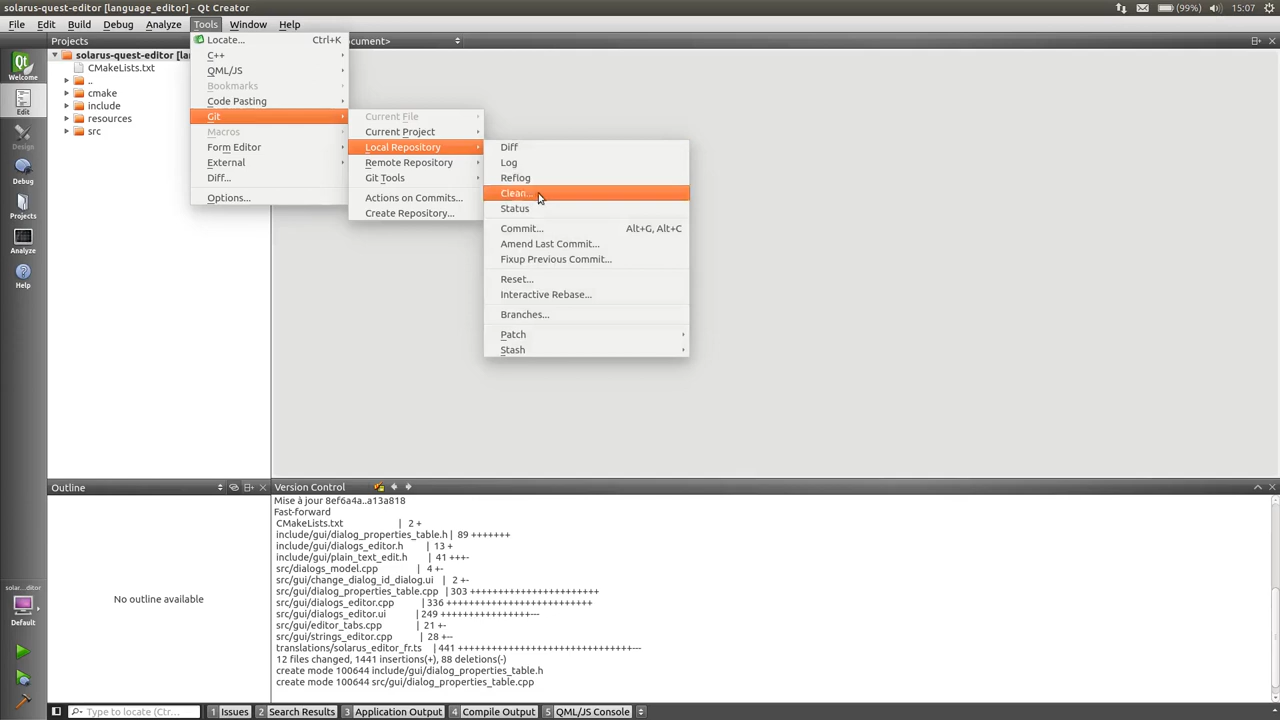 solarus-quest-editor [language_editor] - Qt Creator
(99%) 15:07
File Edit Build Debug Analyze Tools Window Help
Projects
cument>
Welcome
Edit
Design
Debug
Projects
Analyze
Help
solar...ditor
Default
solarus-quest-editor [l
CMakeLists.txt
..
cmake
include
resources
src
Locate... Ctrl+K
C++
QML/JS
Bookmarks
Code Pasting
Git
Macros
Form Editor
External
Diff...
Options...
Current File
Current Project
Local Repository
Remote Repository
Git Tools
Actions on Commits...
Create Repository...
Diff
Log
Reflog
Clean...
Status
Commit... Alt+G, Alt+C
Amend Last Commit...
Fixup Previous Commit...
Reset...
Interactive Rebase...
Branches...
Patch
Stash
Outline
No outline available
Version Control
Mise à jour 8ef6a4a..a13a818
Fast-forward
CMakeLists.txt | 2 +
include/gui/dialog_properties_table.h | 89 +++++++
include/gui/dialogs_editor.h | 13 +
include/gui/plain_text_edit.h | 41 +++-
src/dialogs_model.cpp | 4 +-
src/gui/change_dialog_id_dialog.ui | 2 +-
src/gui/dialog_properties_table.cpp | 303 ++++++++++++++++++++++++
src/gui/dialogs_editor.cpp | 336 ++++++++++++++++++++++++++
src/gui/dialogs_editor.ui | 249 ++++++++++++++++---
src/gui/editor_tabs.cpp | 21 +-
src/gui/strings_editor.cpp | 28 +--
translations/solarus_editor_fr.ts | 441 +++++++++++++++++++++++++++++++---
12 files changed, 1441 insertions(+), 88 deletions(-)
create mode 100644 include/gui/dialog_properties_table.h
create mode 100644 src/gui/dialog_properties_table.cpp
Type to locate (Ctr... 1 Issues 2 Search Results 3 Application Output 4 Compile Output 5 QML/JS Console